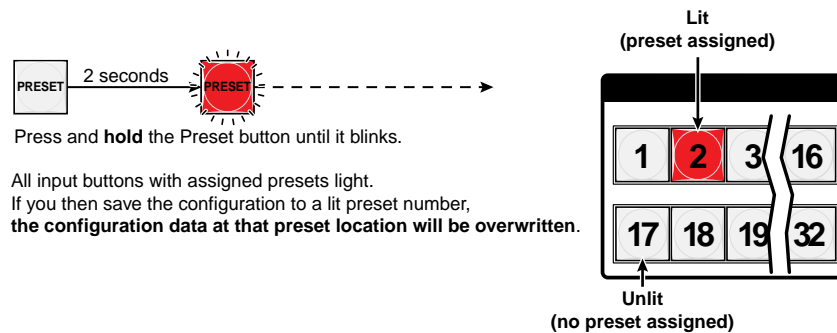 Lit
(preset assigned)
PRESET
2 seconds
PRESET
Press and hold the Preset button until it blinks.
All input buttons with assigned presets light.
If you then save the configuration to a lit preset number,
the configuration data at that preset location will be overwritten.
1 2 3 16
17 18 19 32
Unlit
(no preset assigned)